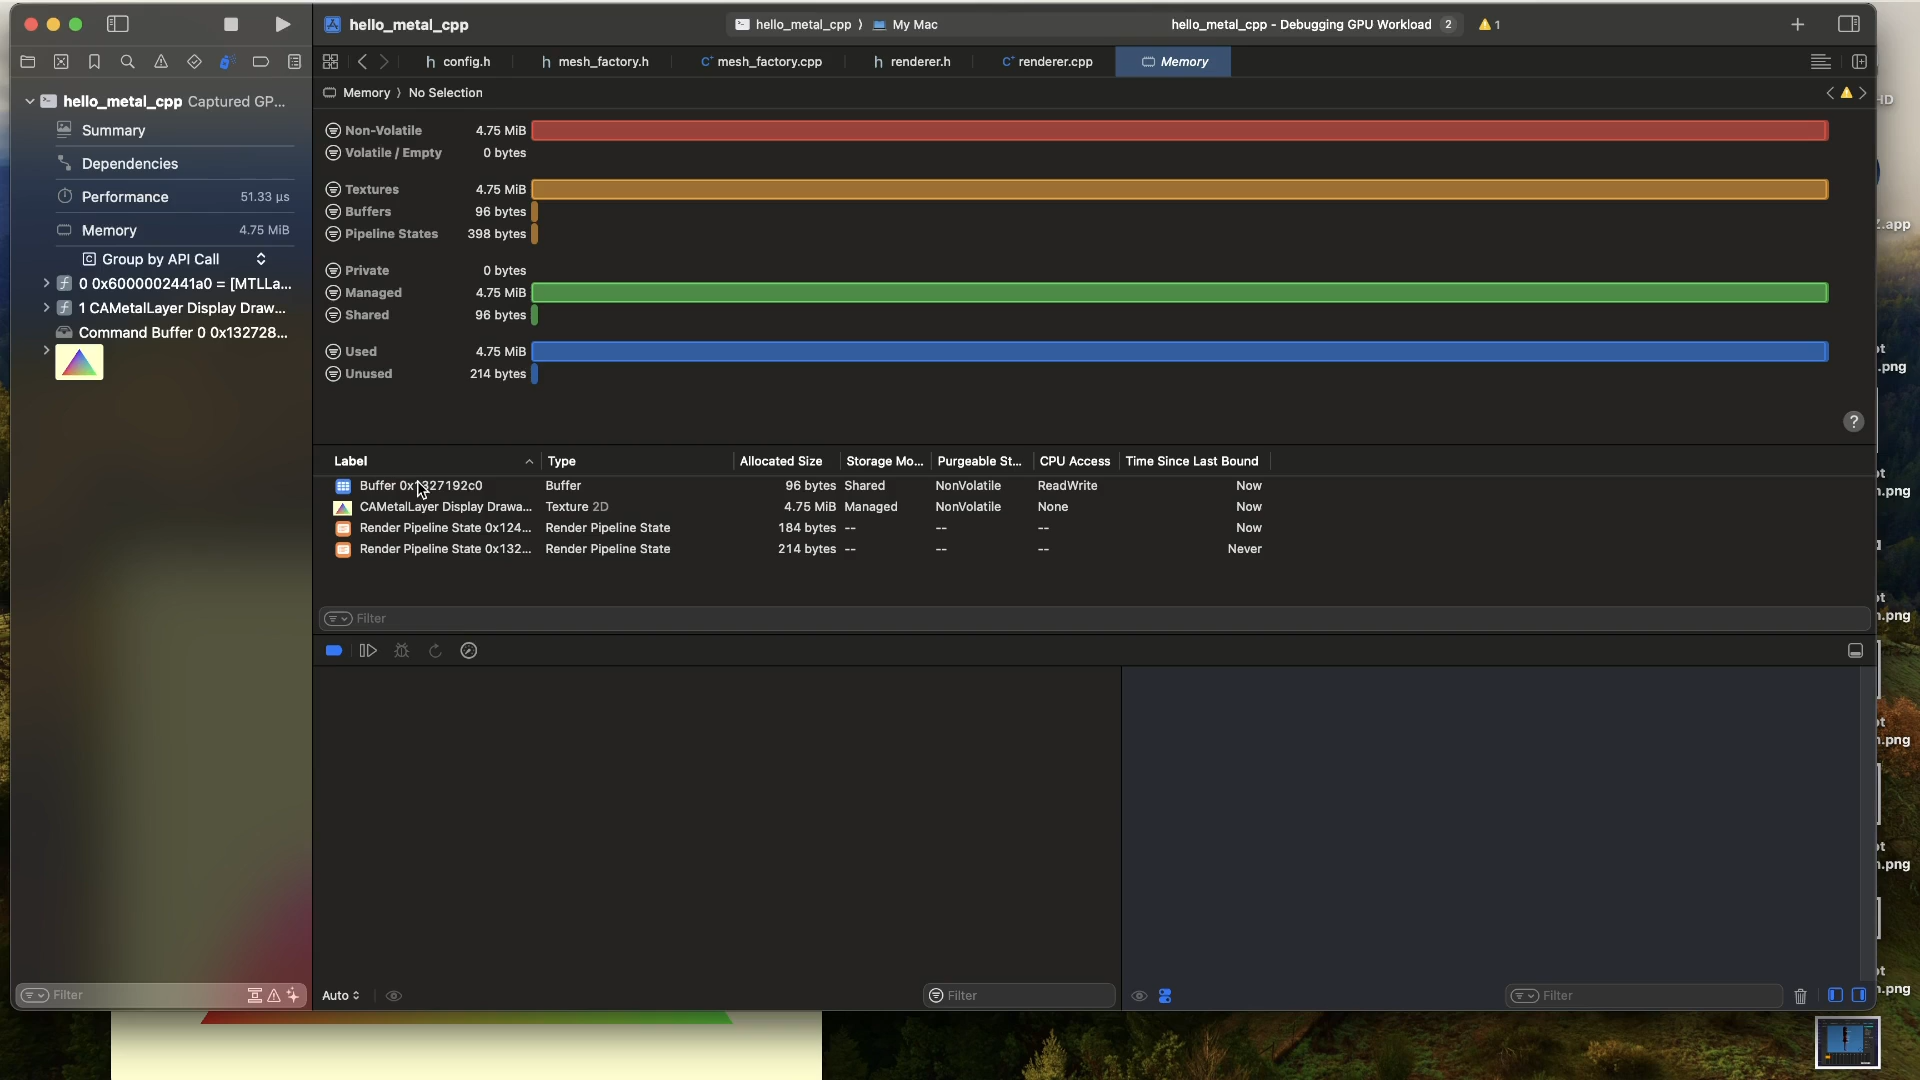 hello_metal_cpp
hello_metal_cpp ⟩ My Mac
hello_metal_cpp - Debugging GPU Workload 2
1
config.h
mesh_factory.h
mesh_factory.cpp
renderer.h
renderer.cpp
Memory
hello_metal_cpp Captured GP...
Summary
Dependencies
Performance 51.33 µs
Memory 4.75 MiB
Group by API Call
0 0x6000002441a0 = [MTLLa...
1 CAMetalLayer Display Draw...
Command Buffer 0 0x132728...
Memory ⟩ No Selection
Non-Volatile 4.75 MiB
Volatile / Empty 0 bytes
Textures 4.75 MiB
Buffers 96 bytes
Pipeline States 398 bytes
Private 0 bytes
Managed 4.75 MiB
Shared 96 bytes
Used 4.75 MiB
Unused 214 bytes
?
Label Type Allocated Size Storage Mo... Purgeable St... CPU Access Time Since Last Bound
Buffer Buffer 96 bytes Shared NonVolatile ReadWrite Now
CAMetalLayer Display Drawa... Texture 2D 4.75 MiB Managed NonVolatile None Now
Render Pipeline State 0x124... Render Pipeline State 184 bytes -- -- -- Now
Render Pipeline State 0x132... Render Pipeline State 214 bytes -- -- -- Never
Filter
Filter
Auto
Filter
Filter
HD
Z.app
pt
n.png
pt
n.png
pt
n.png
pt
n.png
pt
n.png
pt
n.png